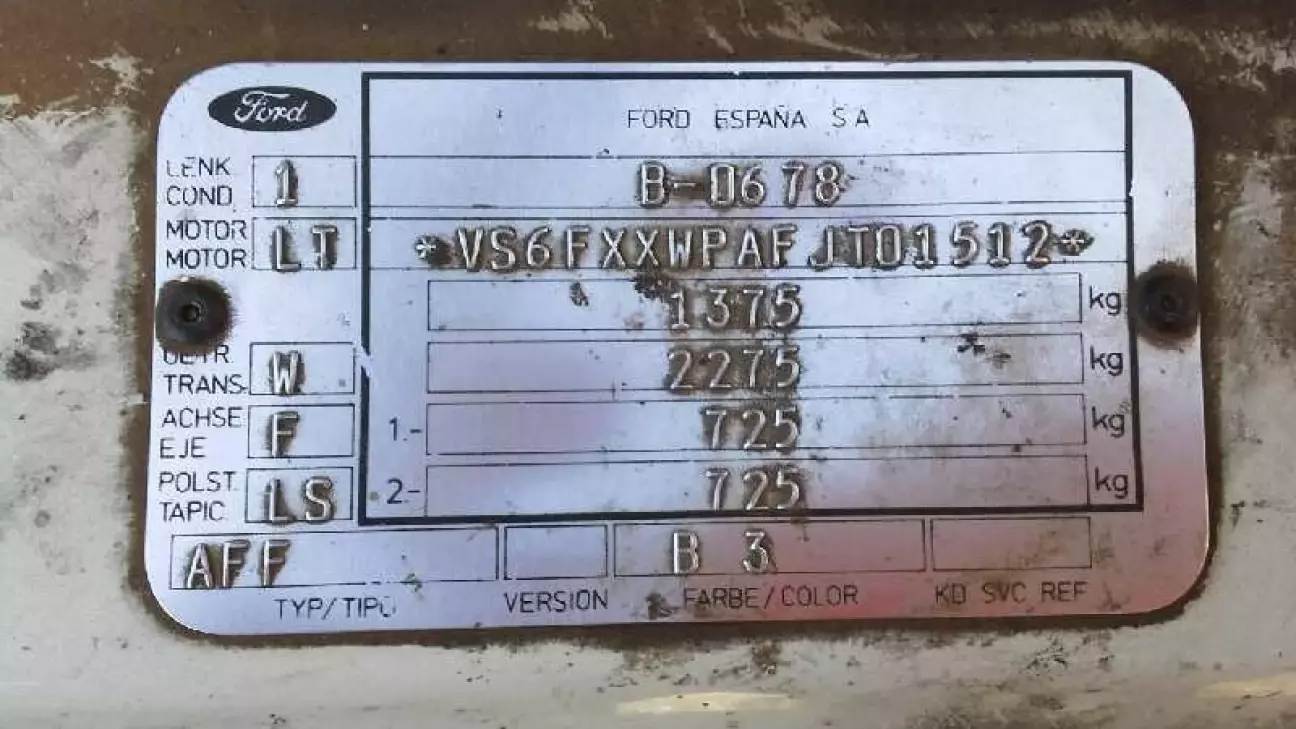 Ford
FORD ESPAÑA S A
LENK
COND.
1
B-0678
MOTOR
MOTOR
LT
*VS6FXXWPAFJT01512*
1375 kg
GETR.
TRANS.
W
2275 kg
ACHSE
EJE
F
1.- 725 kg
POLST.
TAPIC.
LS
2.- 725 kg
AFF
B 3
TYP/TIPO
VERSION
FARBE/COLOR
KD SVC REF